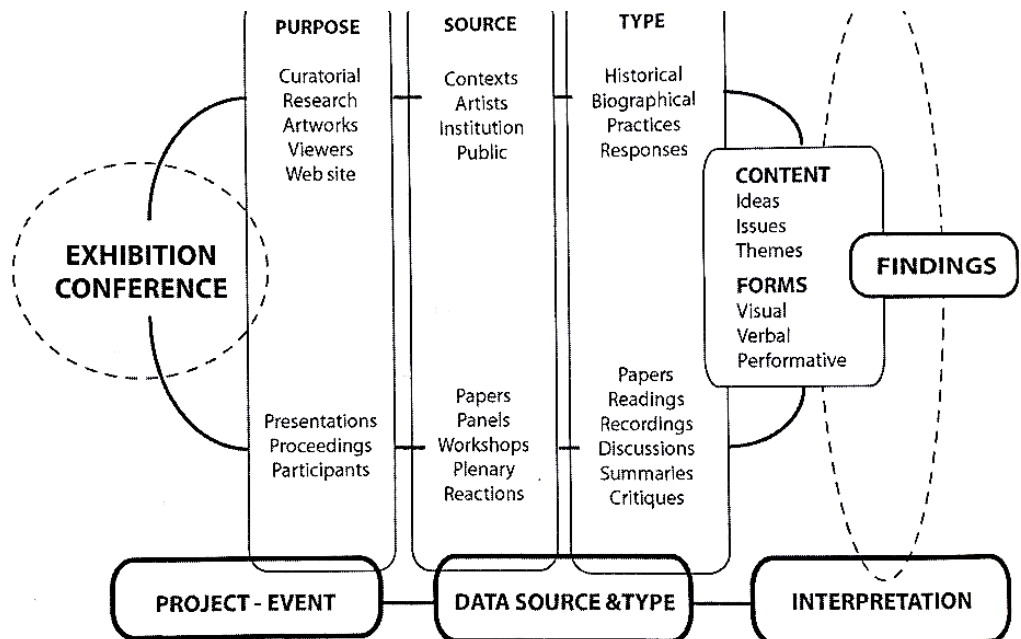 PURPOSE
Curatorial
Research
Artworks
Viewers
Web site
Presentations
Proceedings
Participants
SOURCE
Contexts
Artists
Institution
Public
Papers
Panels
Workshops
Plenary
Reactions
TYPE
Historical
Biographical
Practices
Responses
Papers
Readings
Recordings
Discussions
Summaries
Critiques
EXHIBITION
CONFERENCE
CONTENT
Ideas
Issues
Themes
FORMS
Visual
Verbal
Performative
FINDINGS
PROJECT - EVENT
DATA SOURCE &TYPE
INTERPRETATION